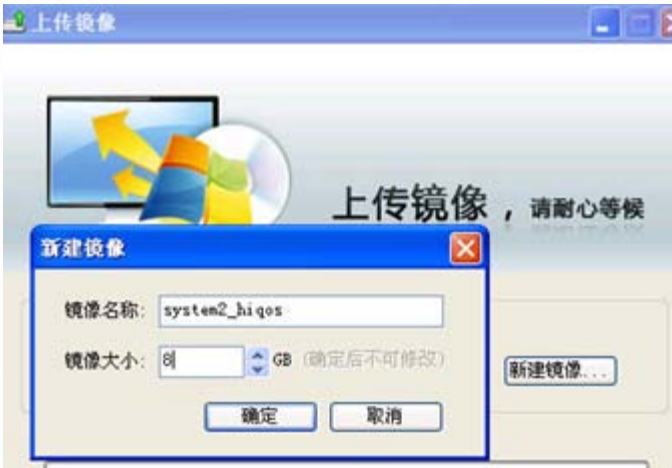 上传镜像
上传镜像，请耐心等候
新建镜像
镜像名称: system2_hiqos
镜像大小: 8 GB (确定后不可修改)
新建镜像...
确定 取消